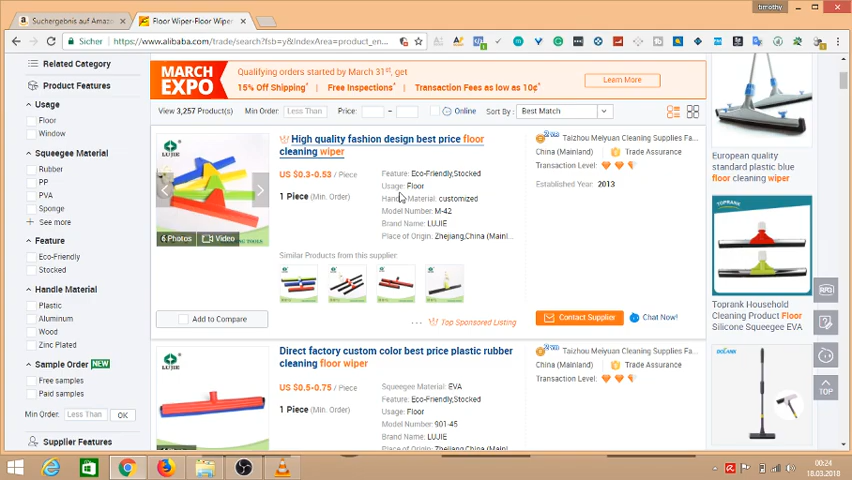 timothy
Suchergebnis auf Amazo
Floor Wiper-Floor Wiper
Sicher
https://www.alibaba.com/trade/search?fsb=y&IndexArea=product_en...
Related Category
Product Features
Usage
Floor
Window
Squeegee Material
Rubber
PP
PVA
Sponge
See more
Feature
Eco-Friendly
Stocked
Handle Material
Plastic
Aluminum
Wood
Zinc Plated
Sample Order NEW
Free samples
Paid samples
Min Order: Less Than OK
Supplier Features
MARCH
EXPO
Qualifying orders started by March 31st, get
15% Off Shipping* | Free Inspections* | Transaction Fees as low as 10¢*
Learn More
View 3,257 Product(s) Min Order: Less Than Price: - Online Sort By: Best Match
LUJIE
6 Photos Video
Add to Compare
High quality fashion design best price floor
cleaning wiper
US $0.3-0.53 / Piece
1 Piece (Min. Order)
Feature: Eco-Friendly,Stocked
Usage: Floor
Handle Material: customized
Model Number: M-42
Brand Name: LUJIE
Place of Origin: Zhejiang,China (Mainl...
Similar Products from this supplier
Top Sponsored Listing
Taizhou Meiyuan Cleaning Supplies Fa...
China (Mainland) Trade Assurance
Transaction Level:
Established Year: 2013
Contact Supplier
Chat Now!
LUJIE
Direct factory custom color best price plastic rubber
floor wiper
US $0.5-0.75 / Piece
1 Piece (Min. Order)
Squeegee Material: EVA
Feature: Eco-Friendly,Stocked
Usage: Floor
Model Number: 901-45
Brand Name: LUJIE
Place of Origin: Zhejiang,China (Mainl...
Taizhou Meiyuan Cleaning Supplies Fa...
China (Mainland) Trade Assurance
Transaction Level:
European quality
standard plastic blue
floor cleaning wiper
TOPRANK
Toprank Household
Cleaning Product Floor
Silicone Squeegee EVA
RFQ
TOP
00:24
18.03.2018